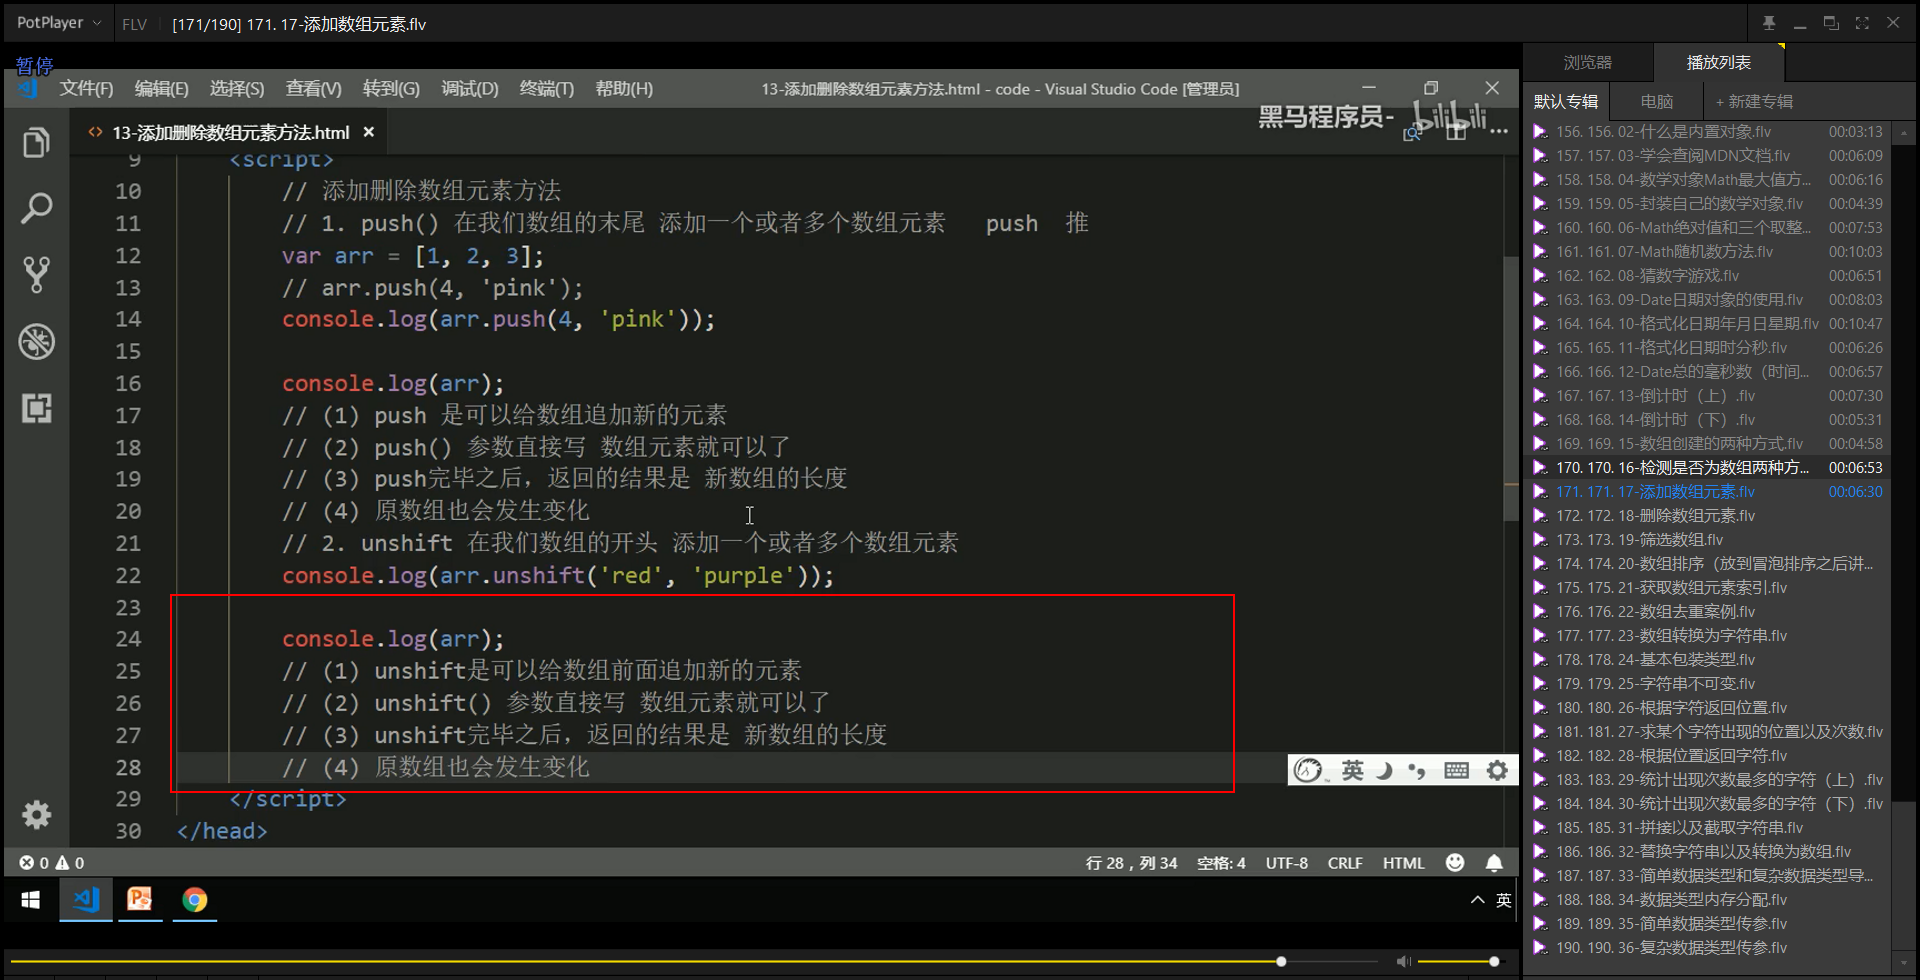 PotPlayer
FLV
[171/190] 171. 17-添加数组元素.flv
暂停
文件(F) 编辑(E) 选择(S) 查看(V) 转到(G) 调试(D) 终端(T) 帮助(H)
13-添加删除数组元素方法.html - code - Visual Studio Code [管理员]
黑马程序员- bilibili
<> 13-添加删除数组元素方法.html ×
9 <script>
10 // 添加删除数组元素方法
11 // 1. push() 在我们数组的末尾 添加一个或者多个数组元素 push 推
12 var arr = [1, 2, 3];
13 // arr.push(4, 'pink');
14 console.log(arr.push(4, 'pink'));
15
16 console.log(arr);
17 // (1) push 是可以给数组追加新的元素
18 // (2) push() 参数直接写 数组元素就可以了
19 // (3) push完毕之后，返回的结果是 新数组的长度
20 // (4) 原数组也会发生变化
21 // 2. unshift 在我们数组的开头 添加一个或者多个数组元素
22 console.log(arr.unshift('red', 'purple'));
23
24 console.log(arr);
25 // (1) unshift是可以给数组前面追加新的元素
26 // (2) unshift() 参数直接写 数组元素就可以了
27 // (3) unshift完毕之后，返回的结果是 新数组的长度
28 // (4) 原数组也会发生变化
29 </script>
30 </head>
英
0 0
行 28，列 34 空格: 4 UTF-8 CRLF HTML
英
浏览器 播放列表
默认专辑 电脑 + 新建专辑
156. 156. 02-什么是内置对象.flv 00:03:13
157. 157. 03-学会查阅MDN文档.flv 00:06:09
158. 158. 04-数学对象Math最大值方... 00:06:16
159. 159. 05-封装自己的数学对象.flv 00:04:39
160. 160. 06-Math绝对值和三个取整... 00:07:53
161. 161. 07-Math随机数方法.flv 00:10:03
162. 162. 08-猜数字游戏.flv 00:06:51
163. 163. 09-Date日期对象的使用.flv 00:08:03
164. 164. 10-格式化日期年月日星期.flv 00:10:47
165. 165. 11-格式化日期时分秒.flv 00:06:26
166. 166. 12-Date总的毫秒数（时间... 00:06:57
167. 167. 13-倒计时（上）.flv 00:07:30
168. 168. 14-倒计时（下）.flv 00:05:31
169. 169. 15-数组创建的两种方式.flv 00:04:58
170. 170. 16-检测是否为数组两种方... 00:06:53
171. 171. 17-添加数组元素.flv 00:06:30
172. 172. 18-删除数组元素.flv
173. 173. 19-筛选数组.flv
174. 174. 20-数组排序（放到冒泡排序之后讲...
175. 175. 21-获取数组元素索引.flv
176. 176. 22-数组去重案例.flv
177. 177. 23-数组转换为字符串.flv
178. 178. 24-基本包装类型.flv
179. 179. 25-字符串不可变.flv
180. 180. 26-根据字符返回位置.flv
181. 181. 27-求某个字符出现的位置以及次数.flv
182. 182. 28-根据位置返回字符.flv
183. 183. 29-统计出现次数最多的字符（上）.flv
184. 184. 30-统计出现次数最多的字符（下）.flv
185. 185. 31-拼接以及截取字符串.flv
186. 186. 32-替换字符串以及转换为数组.flv
187. 187. 33-简单数据类型和复杂数据类型导...
188. 188. 34-数据类型内存分配.flv
189. 189. 35-简单数据类型传参.flv
190. 190. 36-复杂数据类型传参.flv